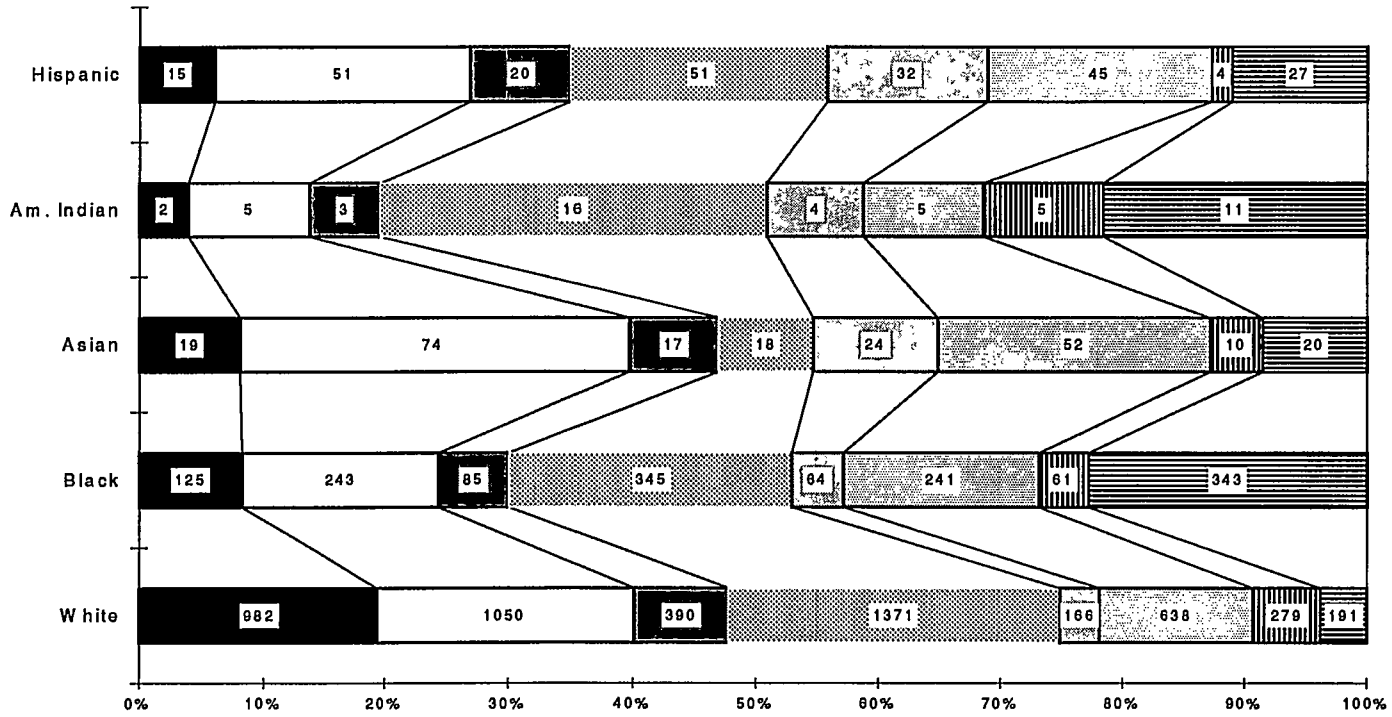 Hispanic 15 51 20 51 32 45 4 27
Am. Indian 2 5 3 16 4 5 5 11
Asian 19 74 17 18 24 52 10 20
Black 125 243 85 345 64 241 61 343
White 982 1050 390 1371 166 638 279 191
0% 10% 20% 30% 40% 50% 60% 70% 80% 90% 100%